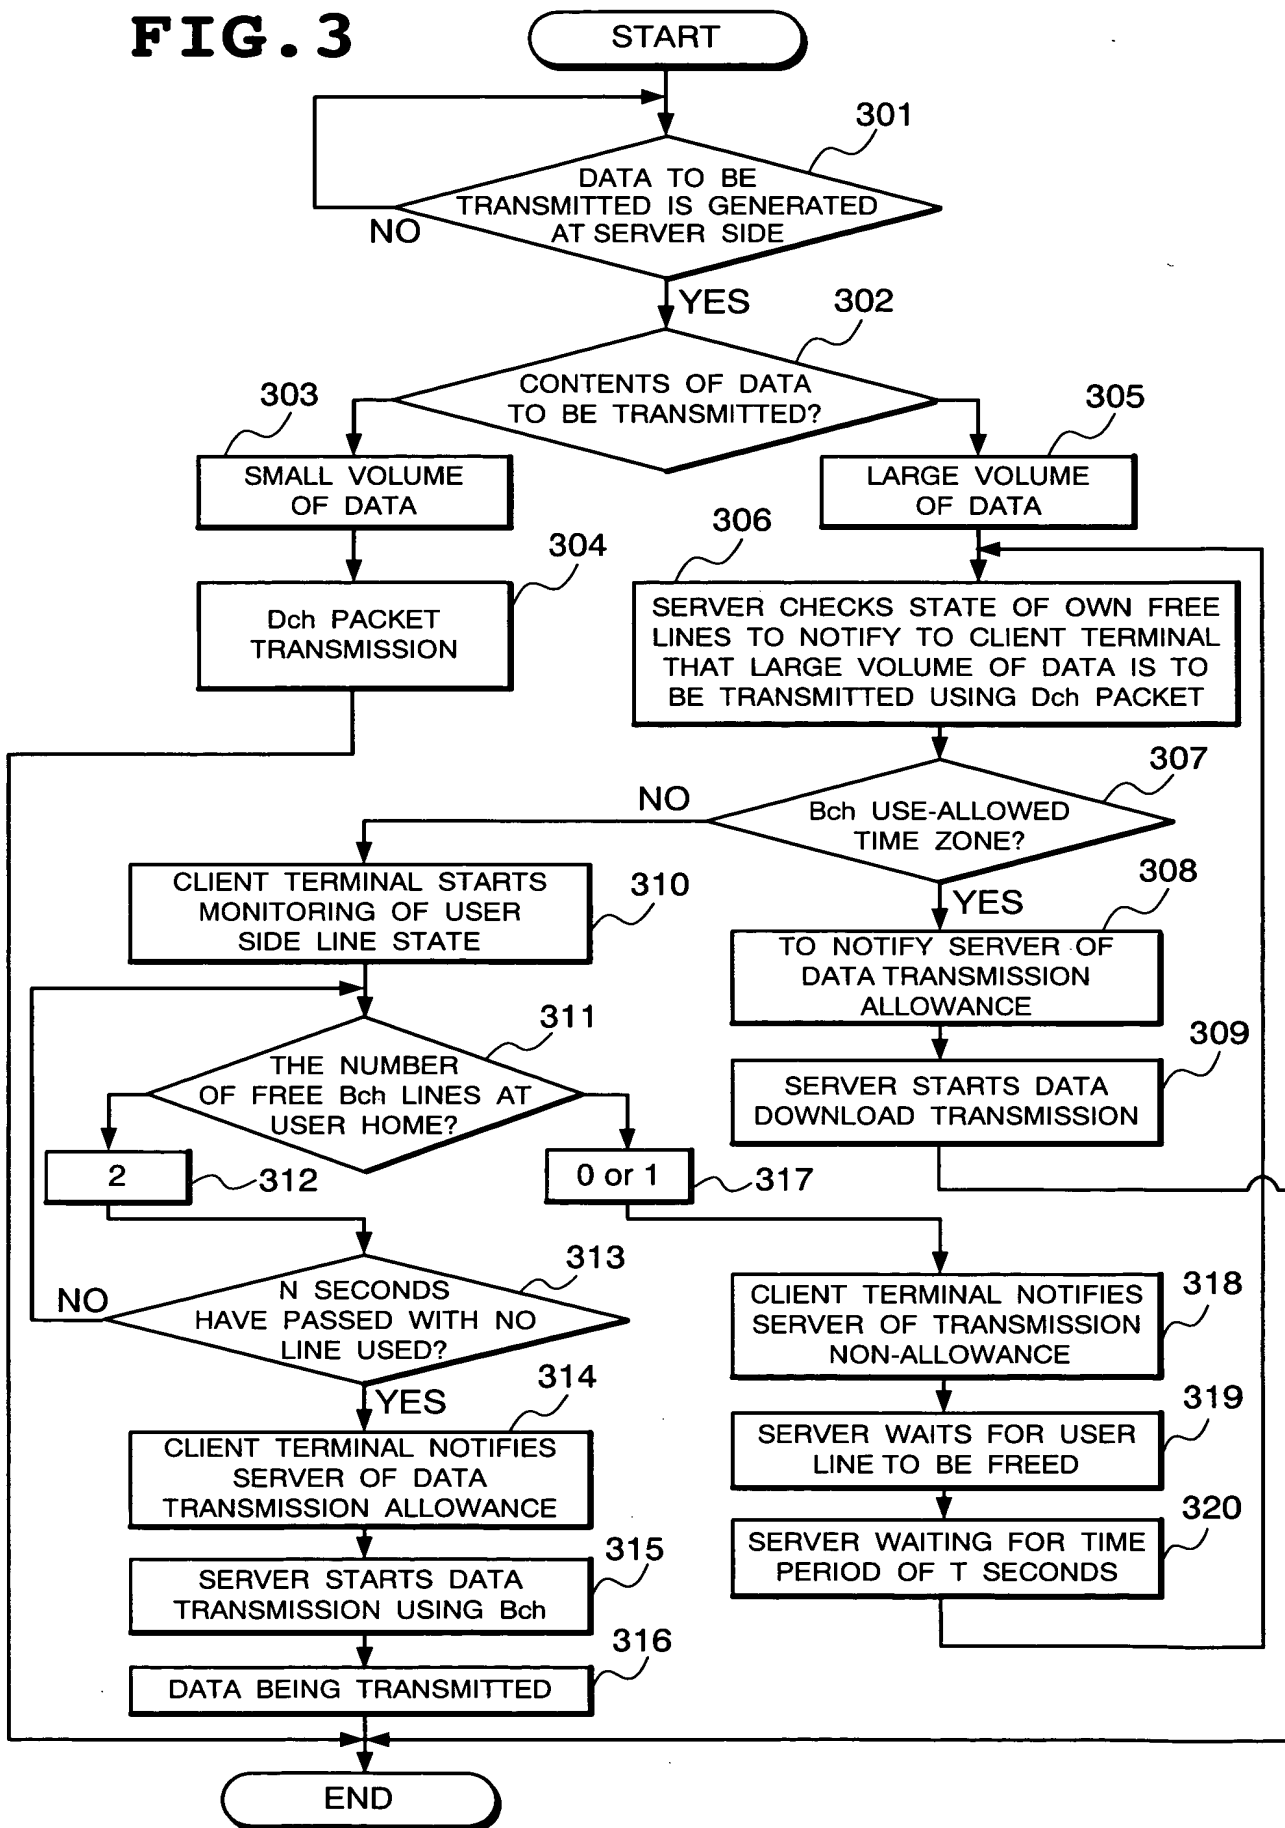 FIG.3
START
301
DATA TO BE
TRANSMITTED IS GENERATED
AT SERVER SIDE
NO
YES
302
CONTENTS OF DATA
TO BE TRANSMITTED?
303
SMALL VOLUME
OF DATA
305
LARGE VOLUME
OF DATA
304
Dch PACKET
TRANSMISSION
306
SERVER CHECKS STATE OF OWN FREE
LINES TO NOTIFY TO CLIENT TERMINAL
THAT LARGE VOLUME OF DATA IS TO
BE TRANSMITTED USING Dch PACKET
307
Bch USE-ALLOWED
TIME ZONE?
NO
YES
308
TO NOTIFY SERVER OF
DATA TRANSMISSION
ALLOWANCE
309
SERVER STARTS DATA
DOWNLOAD TRANSMISSION
CLIENT TERMINAL STARTS
MONITORING OF USER
SIDE LINE STATE
310
311
THE NUMBER
OF FREE Bch LINES AT
USER HOME?
2
312
0 or 1
317
313
N SECONDS
HAVE PASSED WITH NO
LINE USED?
NO
YES
314
CLIENT TERMINAL NOTIFIES
SERVER OF DATA
TRANSMISSION ALLOWANCE
315
SERVER STARTS DATA
TRANSMISSION USING Bch
316
DATA BEING TRANSMITTED
318
CLIENT TERMINAL NOTIFIES
SERVER OF TRANSMISSION
NON-ALLOWANCE
319
SERVER WAITS FOR USER
LINE TO BE FREED
320
SERVER WAITING FOR TIME
PERIOD OF T SECONDS
END